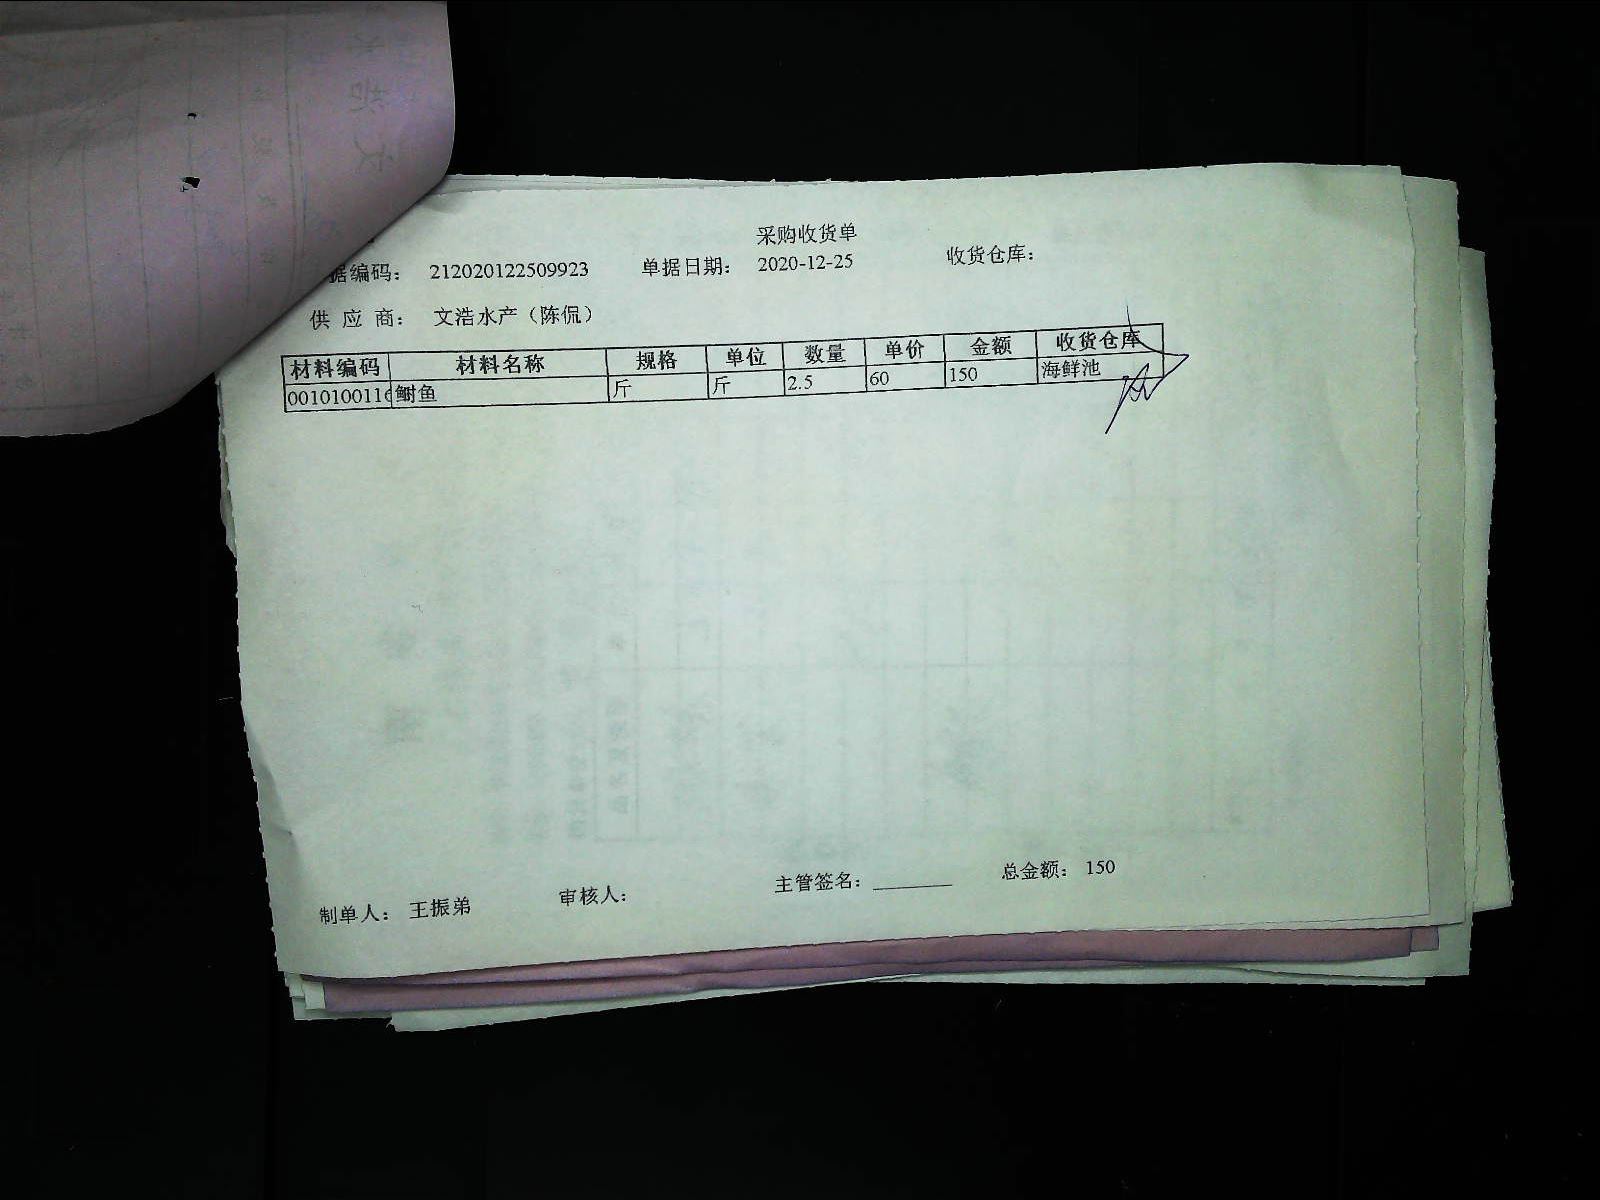 采购收货单
据编码： 212020122509923 单据日期： 2020-12-25 收货仓库：
供 应 商： 文浩水产（陈侃）
材料编码 材料名称 规格 单位 数量 单价 金额 收货仓库
0010100116 鲥鱼 斤 斤 2.5 60 150 海鲜池
制单人： 王振弟 审核人： 主管签名：________ 总金额： 150